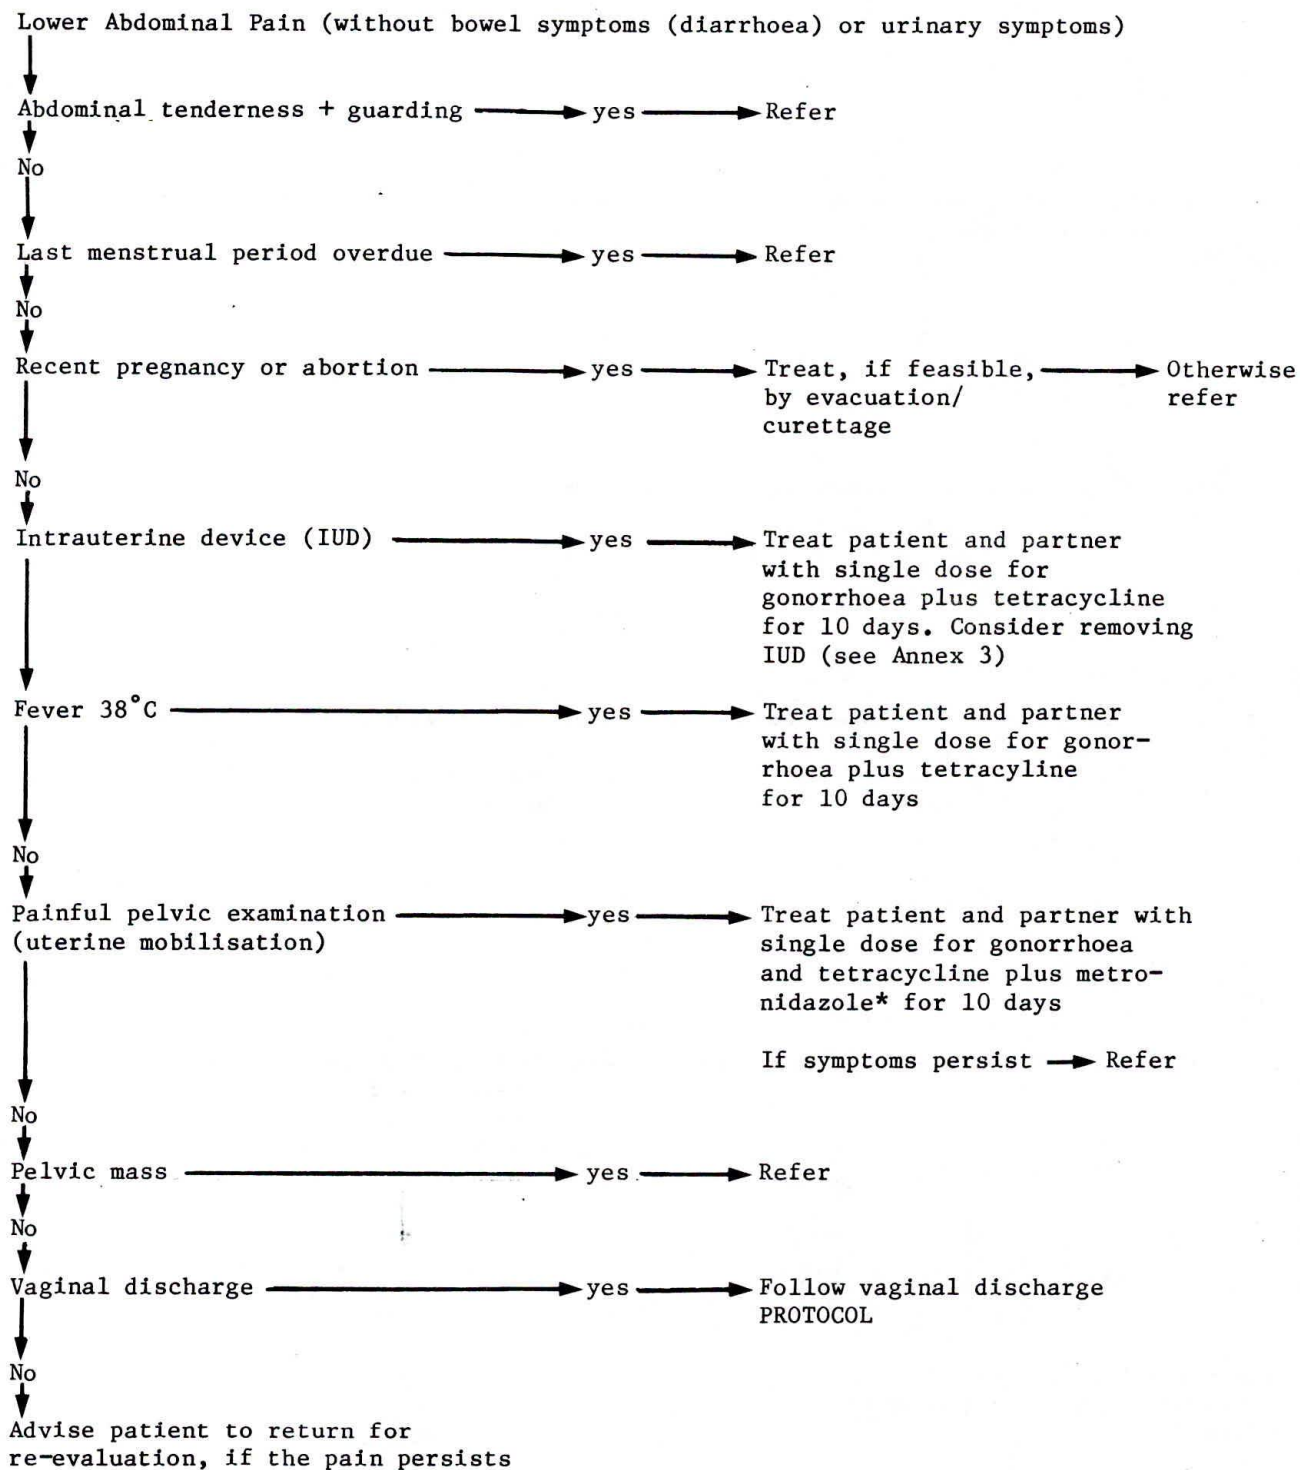 Lower Abdominal Pain (without bowel symptoms (diarrhoea) or urinary symptoms)
Abdominal tenderness + guarding yes Refer
No
Last menstrual period overdue yes Refer
No
Recent pregnancy or abortion yes Treat, if feasible, Otherwise
by evacuation/ refer
curettage
No
Intrauterine device (IUD) yes Treat patient and partner
with single dose for
gonorrhoea plus tetracycline
for 10 days. Consider removing
IUD (see Annex 3)
Fever 38°C yes Treat patient and partner
with single dose for gonor-
rhoea plus tetracyline
for 10 days
No
Painful pelvic examination yes Treat patient and partner with
(uterine mobilisation) single dose for gonorrhoea
and tetracycline plus metro-
nidazole* for 10 days
If symptoms persist Refer
No
Pelvic mass yes Refer
No
Vaginal discharge yes Follow vaginal discharge
PROTOCOL
No
Advise patient to return for
re-evaluation, if the pain persists